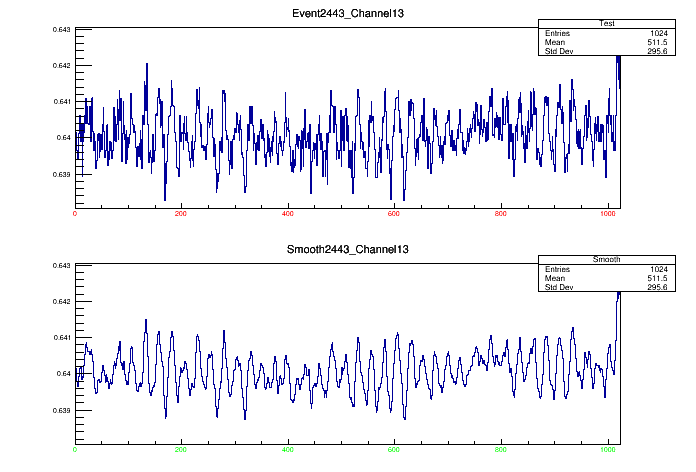 Event2443_Channel13
Test
Entries 1024
Mean 511.5
Std Dev 295.6
0.643
0.642
0.641
0.64
0.639
0 200 400 600 800 1000
Smooth2443_Channel13
Smooth
Entries 1024
Mean 511.5
Std Dev 295.6
0.643
0.642
0.641
0.64
0.639
0 200 400 600 800 1000